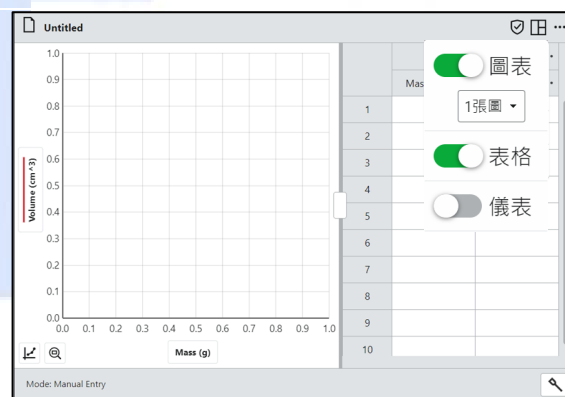 Untitled
1.0
0.9
0.8
0.7
0.6
0.5
0.4
0.3
0.2
0.1
0.0
Volume (cm^3)
0.0 0.1 0.2 0.3 0.4 0.5 0.6 0.7 0.8 0.9 1.0
Mass (g)
Mas
1
2
3
4
5
6
7
8
9
10
圖表
1張圖
表格
儀表
Mode: Manual Entry